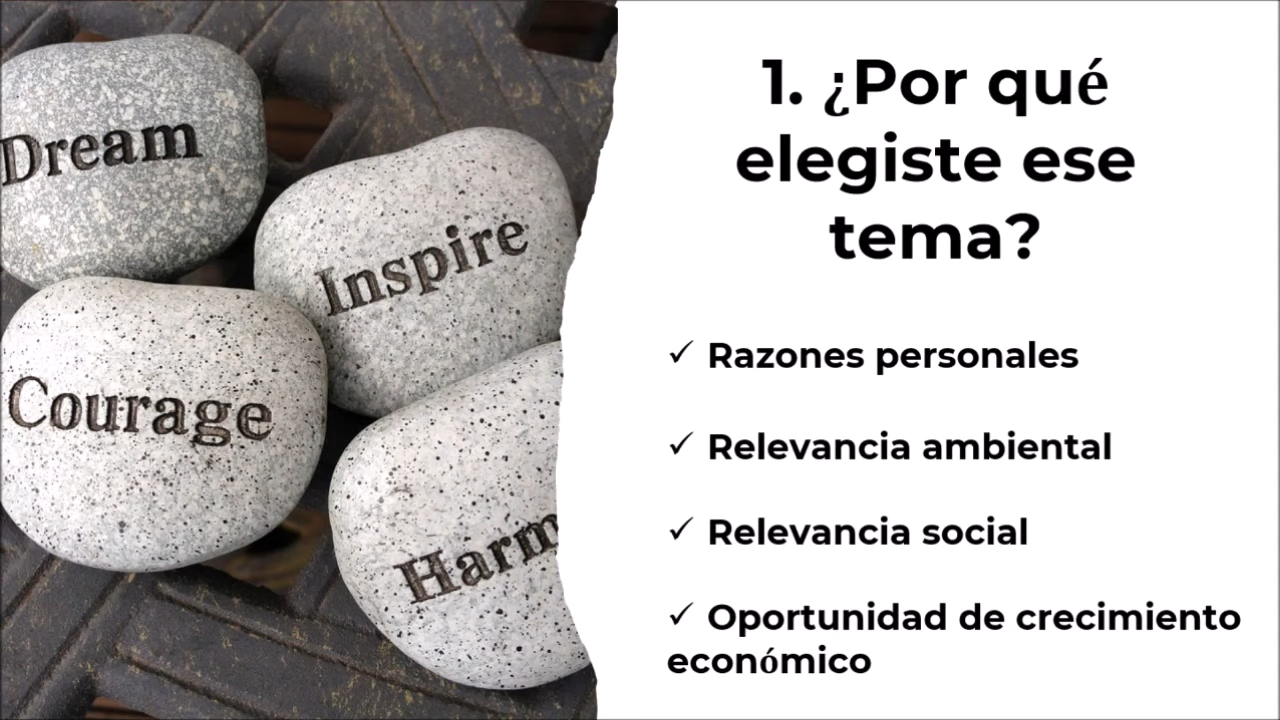 Dream
Inspire
Courage
Harm
1. ¿Por qué
elegiste ese
tema?
✓ Razones personales
✓ Relevancia ambiental
✓ Relevancia social
✓ Oportunidad de crecimiento
económico